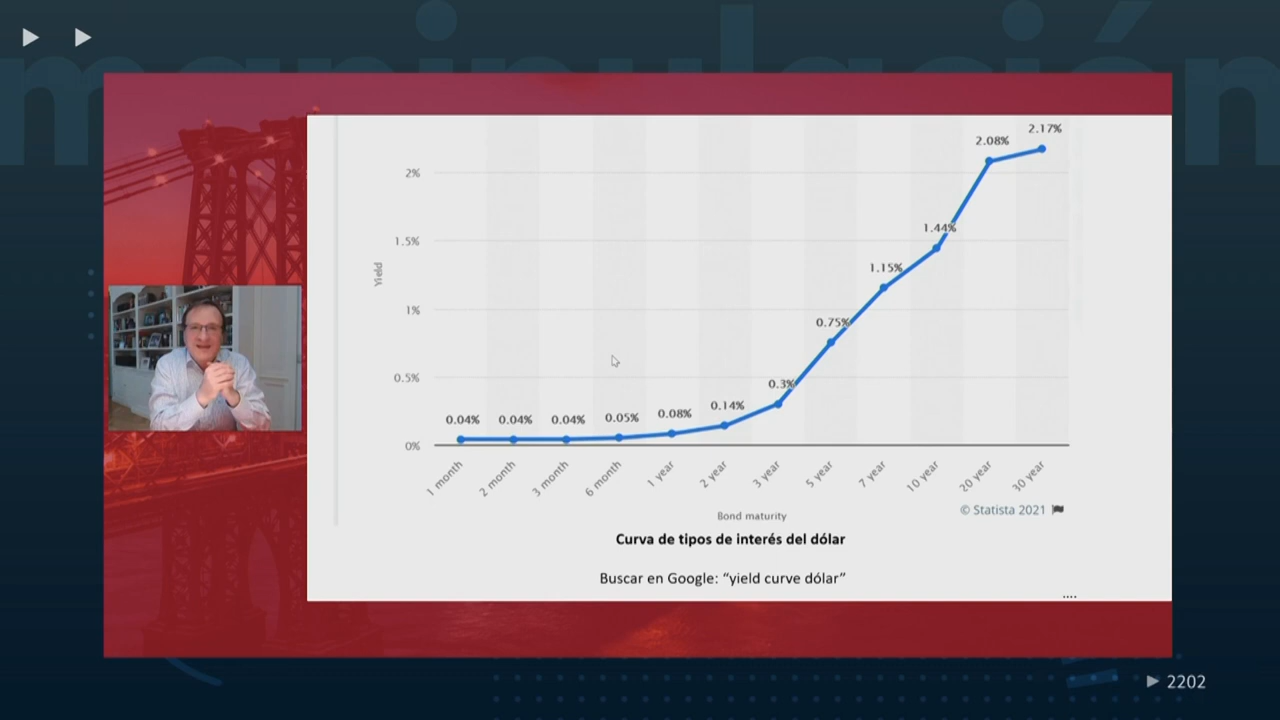 manipulación
2.17%
2.08%
2%
1.44%
1.5%
1.15%
Yield
1%
0.75%
0.5%
0.3%
0.04%
0.04%
0.04%
0.05%
0.08%
0.14%
0%
1 month
2 month
3 month
6 month
1 year
2 year
3 year
5 year
7 year
10 year
20 year
30 year
Bond maturity
© Statista 2021
Curva de tipos de interés del dólar
Buscar en Google: “yield curve dólar”
....
2202